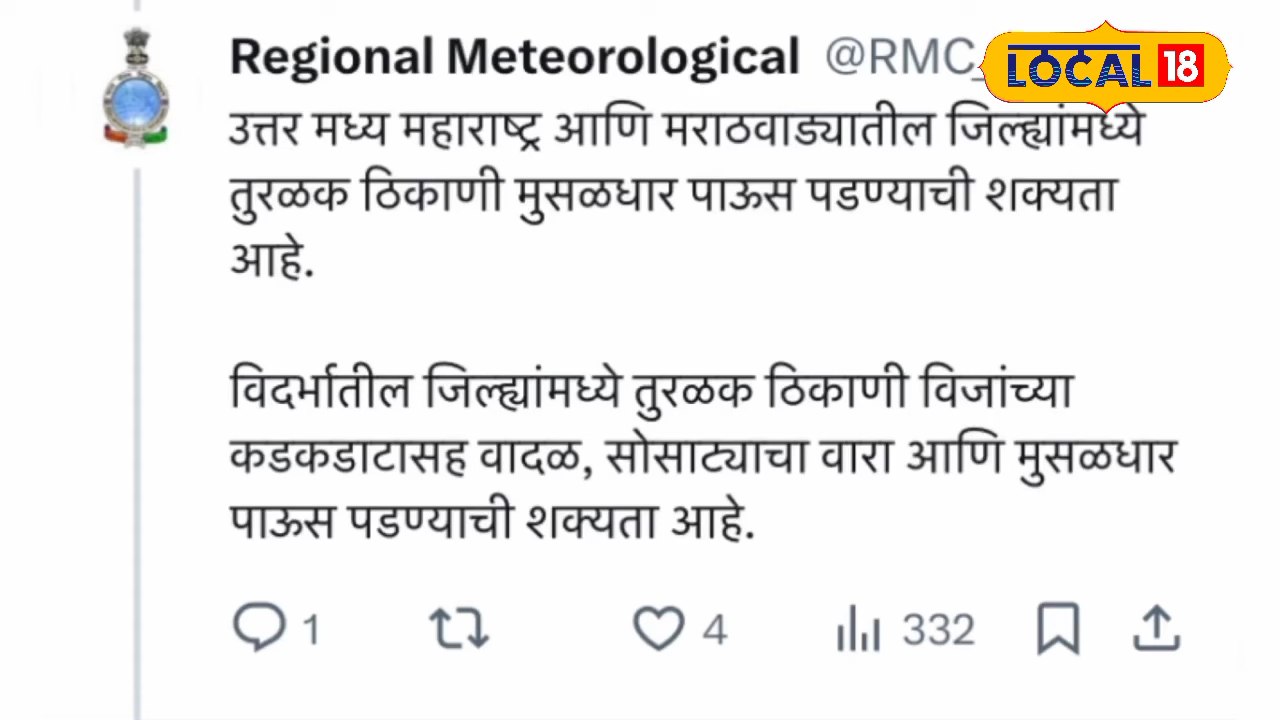 Regional Meteorological @RMC_
LOCAL 18
उत्तर मध्य महाराष्ट्र आणि मराठवाड्यातील जिल्ह्यांमध्ये
तुरळक ठिकाणी मुसळधार पाऊस पडण्याची शक्यता
आहे.
विदर्भातील जिल्ह्यांमध्ये तुरळक ठिकाणी विजांच्या
कडकडाटासह वादळ, सोसाट्याचा वारा आणि मुसळधार
पाऊस पडण्याची शक्यता आहे.
1 4 332